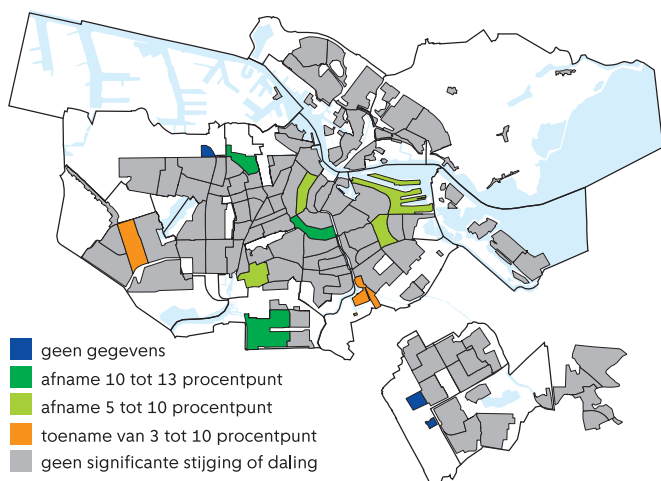 geen gegevens
afname 10 tot 13 procentpunt
afname 5 tot 10 procentpunt
toename van 3 tot 10 procentpunt
geen significante stijging of daling